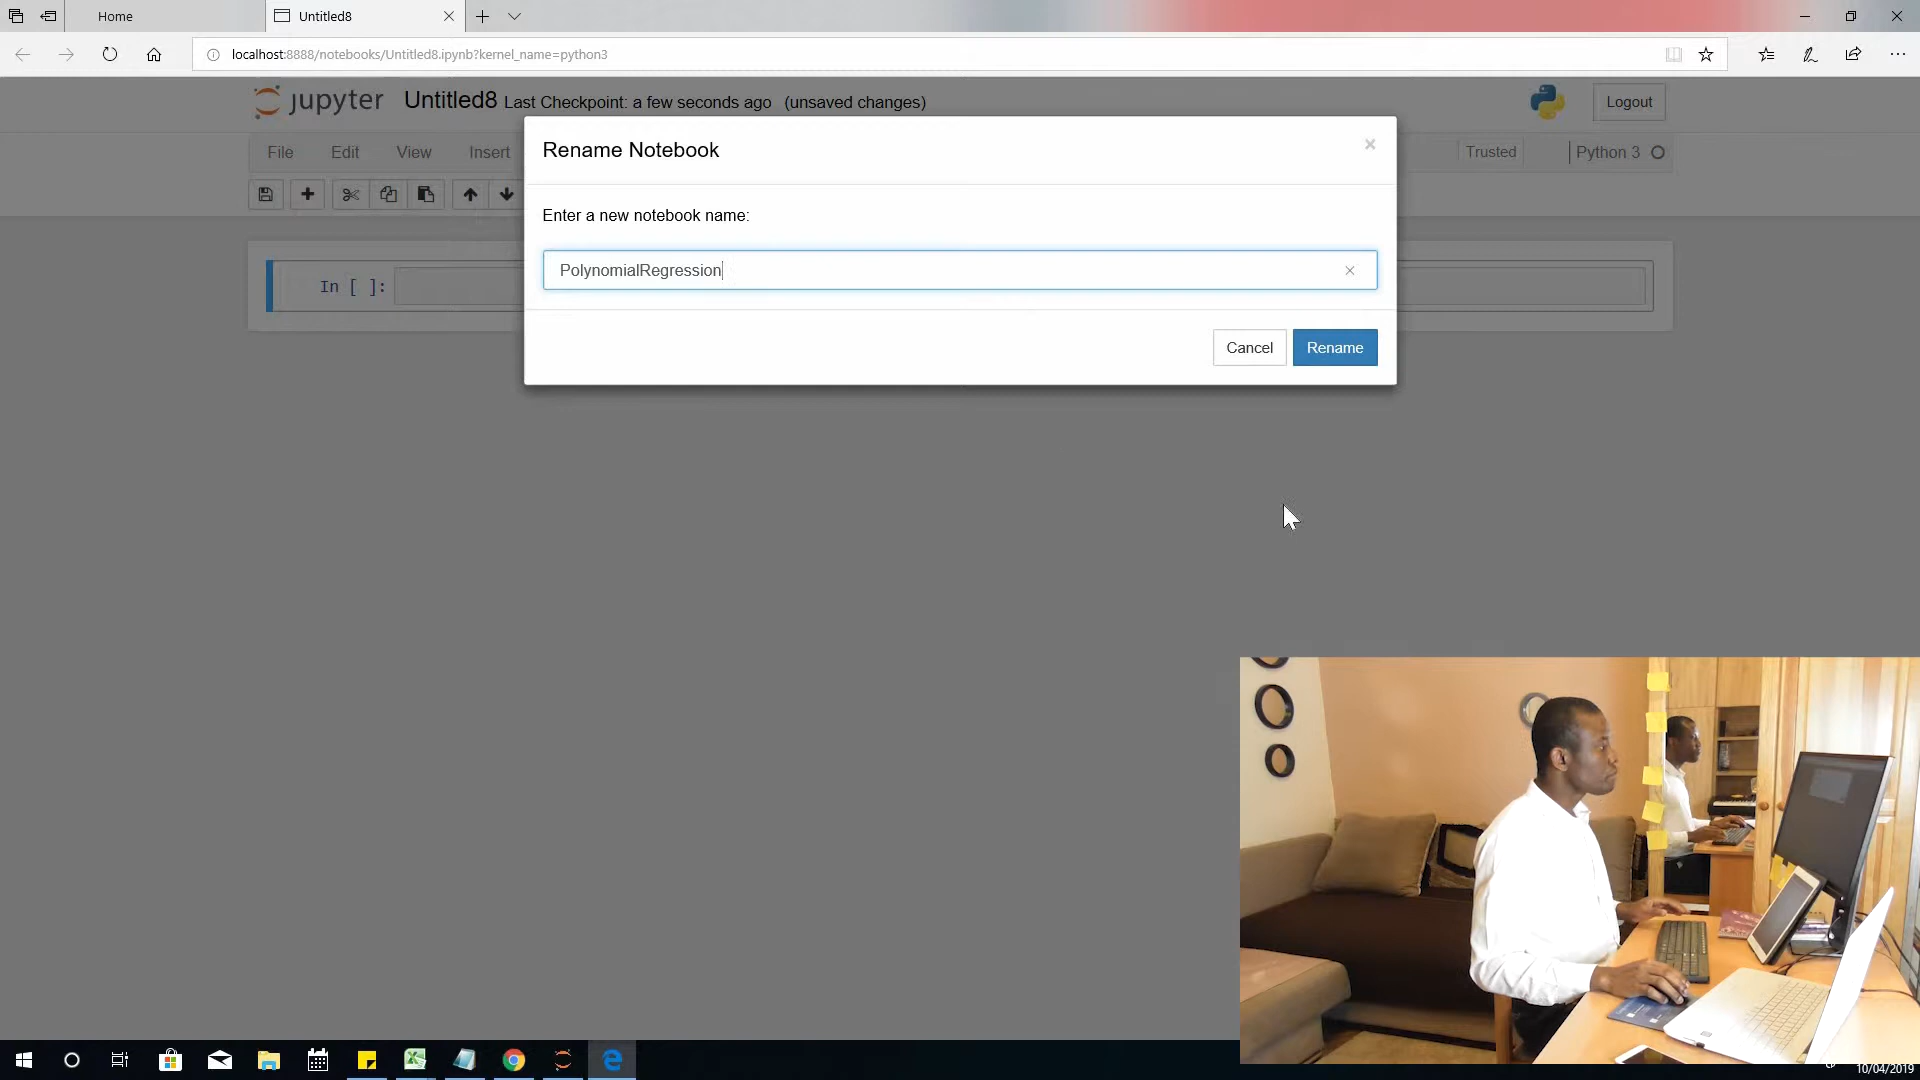 Home
Untitled8
localhost:8888/notebooks/Untitled8.ipynb?kernel_name=python3
jupyter Untitled8 Last Checkpoint: a few seconds ago (unsaved changes)
Logout
File Edit View Insert
Trusted
Python 3
Rename Notebook
Enter a new notebook name:
PolynomialRegression
Cancel
Rename
In [ ]:
10/04/2019